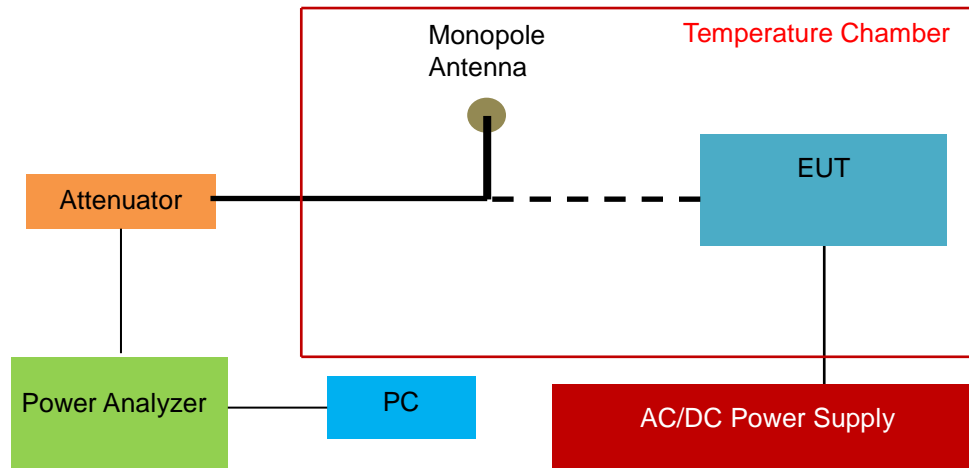 Temperature Chamber
Monopole
Antenna
EUT
Attenuator
Power Analyzer
PC
AC/DC Power Supply